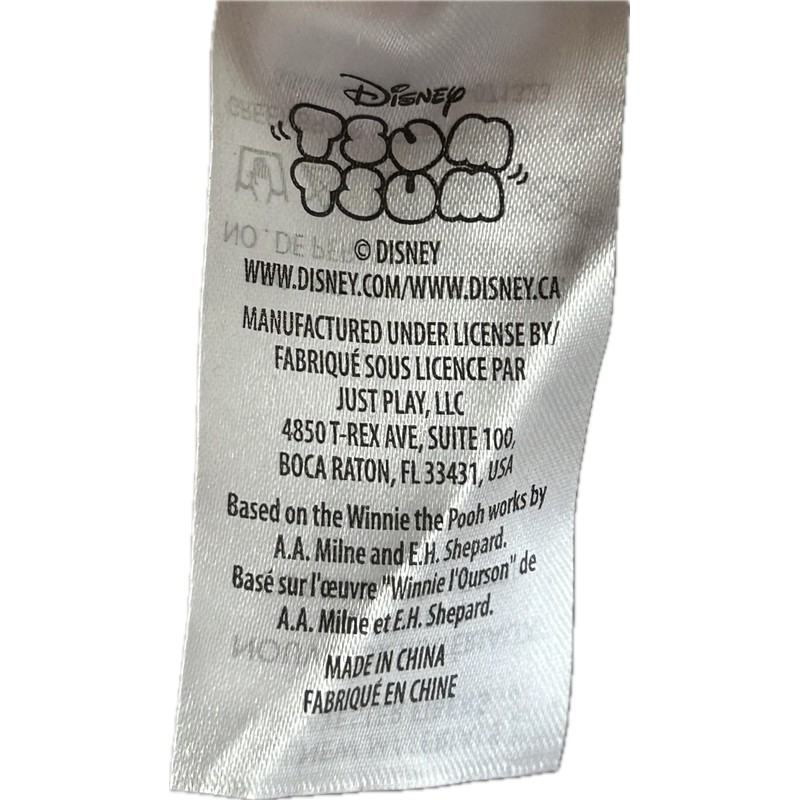 Disney
TSUM
TSUM
© DISNEY
WWW.DISNEY.COM/WWW.DISNEY.CA
MANUFACTURED UNDER LICENSE BY/
FABRIQUÉ SOUS LICENCE PAR
JUST PLAY, LLC
4850 T-REX AVE, SUITE 100,
BOCA RATON, FL 33431, USA
Based on the Winnie the Pooh works by
A.A. Milne and E.H. Shepard.
Basé sur l'œuvre "Winnie l'Ourson" de
A.A. Milne et E.H. Shepard.
MADE IN CHINA
FABRIQUÉ EN CHINE